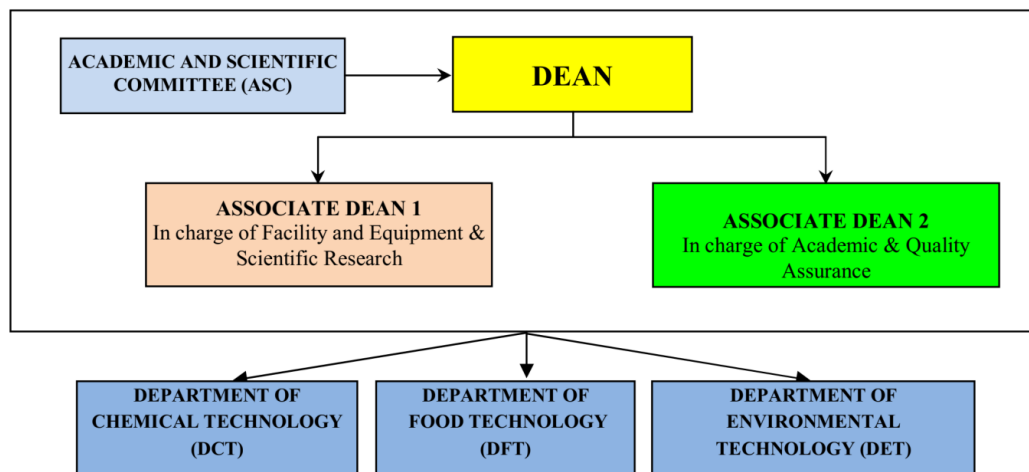 ACADEMIC AND SCIENTIFIC
COMMITTEE (ASC)
DEAN
ASSOCIATE DEAN 1
In charge of Facility and Equipment &
Scientific Research
ASSOCIATE DEAN 2
In charge of Academic & Quality
Assurance
DEPARTMENT OF
CHEMICAL TECHNOLOGY
(DCT)
DEPARTMENT OF
FOOD TECHNOLOGY
(DFT)
DEPARTMENT OF
ENVIRONMENTAL
TECHNOLOGY (DET)